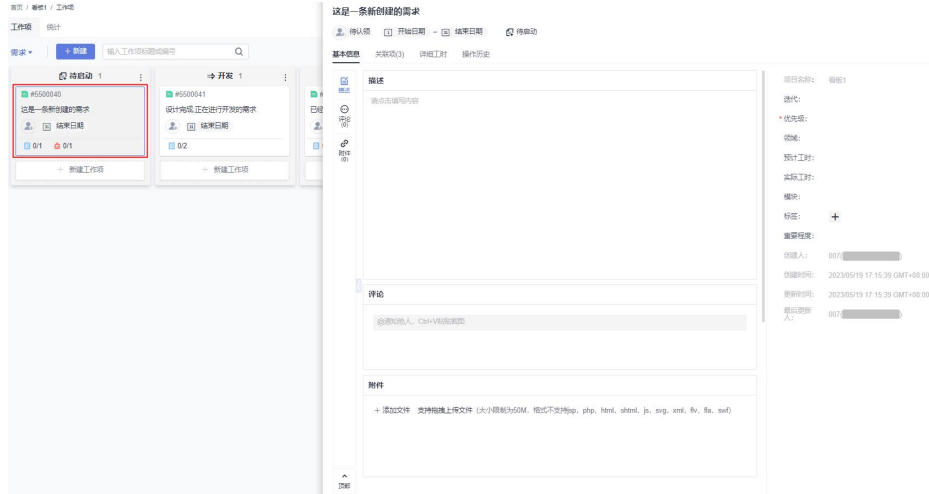 首页 / 看板1 / 工作项
工作项 统计
需求 + 新建 输入工作项标题或编号
待启动 1
#5500040
这是一条新创建的需求
结束日期
0/1 0/1
+ 新建工作项
开发 1
#5500041
设计完成,正在进行开发的需求
结束日期
0/2
+ 新建工作项
已经
这是一条新创建的需求
待认领 开始日期 - 结束日期 待启动
基本信息 关联项(3) 详细工时 操作历史
描述
评论
(0)
附件
(0)
顶部
描述
请点击填写内容
评论
@通知他人，Ctrl+V粘贴截图
附件
+ 添加文件 支持拖拽上传文件（大小限制为50M，格式不支持jsp，php，html，shtml，js，svg，xml，flv，fla，swf）
项目名称: 看板1
迭代:
*优先级:
领域:
预计工时:
实际工时:
模块:
标签: +
重要程度:
创建人: 007(
创建时间: 2023/05/19 17:15:39 GMT+08:00
更新时间: 2023/05/19 17:15:39 GMT+08:00
最后更新人: 007(